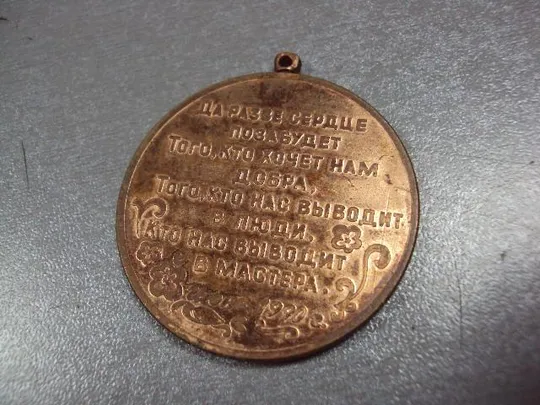 ДА РАЗВЕ СЕРДЦЕ
ПОЗАБУДЕТ
ТОГО, КТО ХОЧЕТ НАМ
ДОБРА,
ТОГО, КТО НАС ВЫВОДИТ
В ЛЮДИ,
КТО НАС ВЫВОДИТ
В МАСТЕРА.